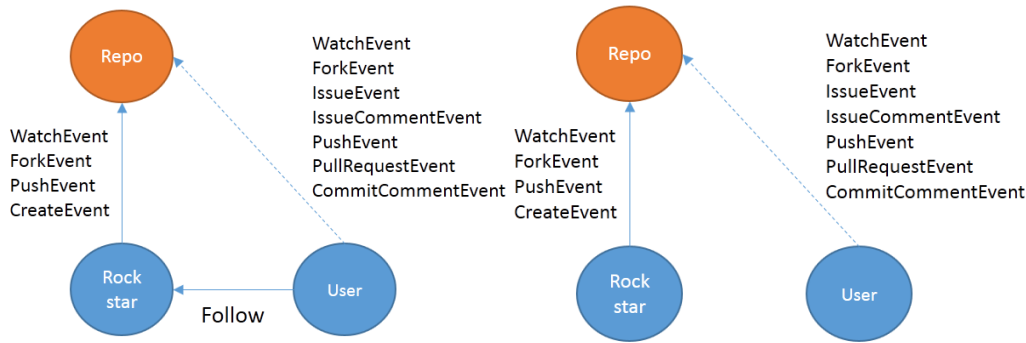 Repo
WatchEvent
ForkEvent
IssueEvent
IssueCommentEvent
PushEvent
PullRequestEvent
CommitCommentEvent
WatchEvent
ForkEvent
PushEvent
CreateEvent
Rock
star
User
Follow
Repo
WatchEvent
ForkEvent
IssueEvent
IssueCommentEvent
PushEvent
PullRequestEvent
CommitCommentEvent
WatchEvent
ForkEvent
PushEvent
CreateEvent
Rock
star
User